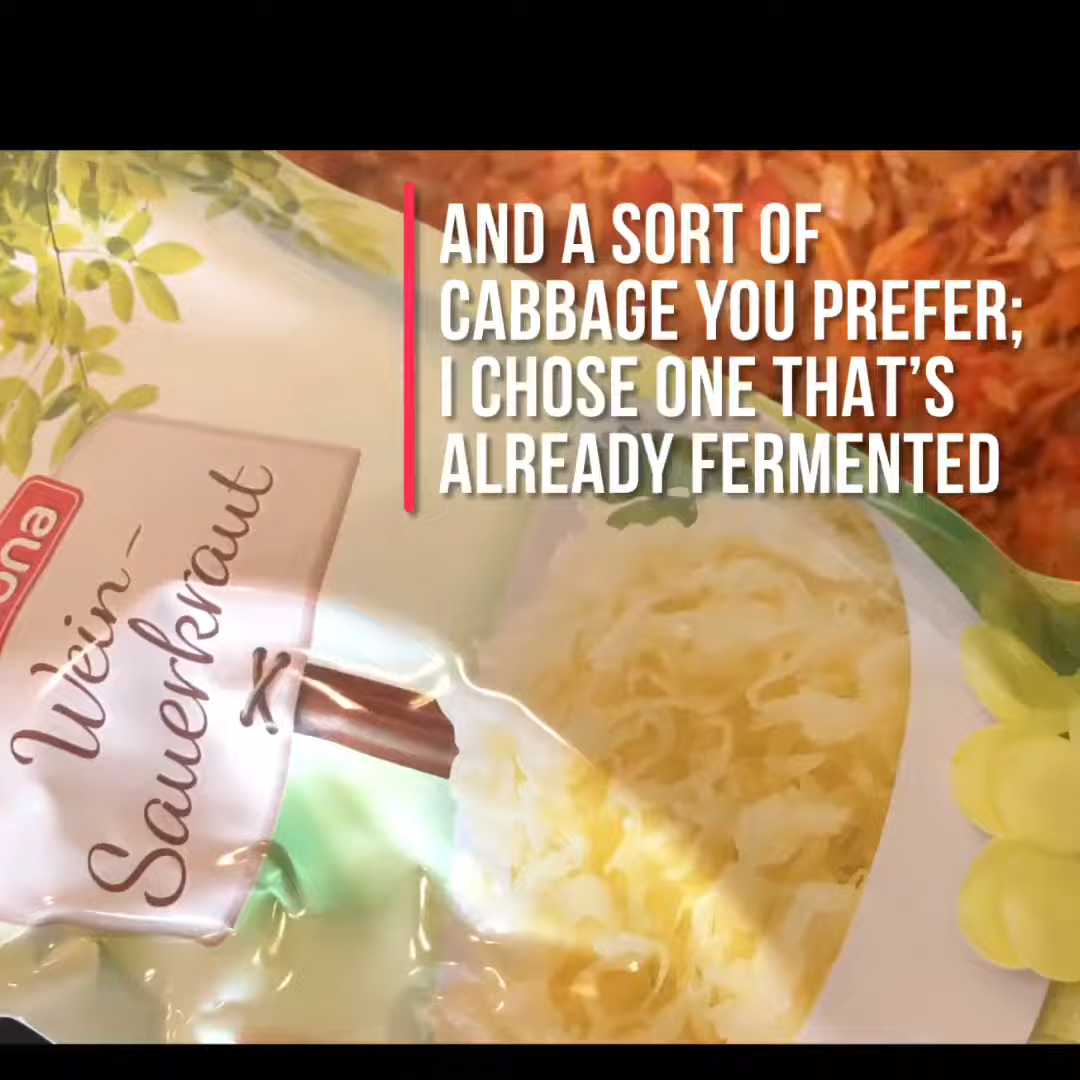 AND A SORT OF
CABBAGE YOU PREFER;
I CHOSE ONE THAT’S
ALREADY FERMENTED
Wein-
Sauerkraut